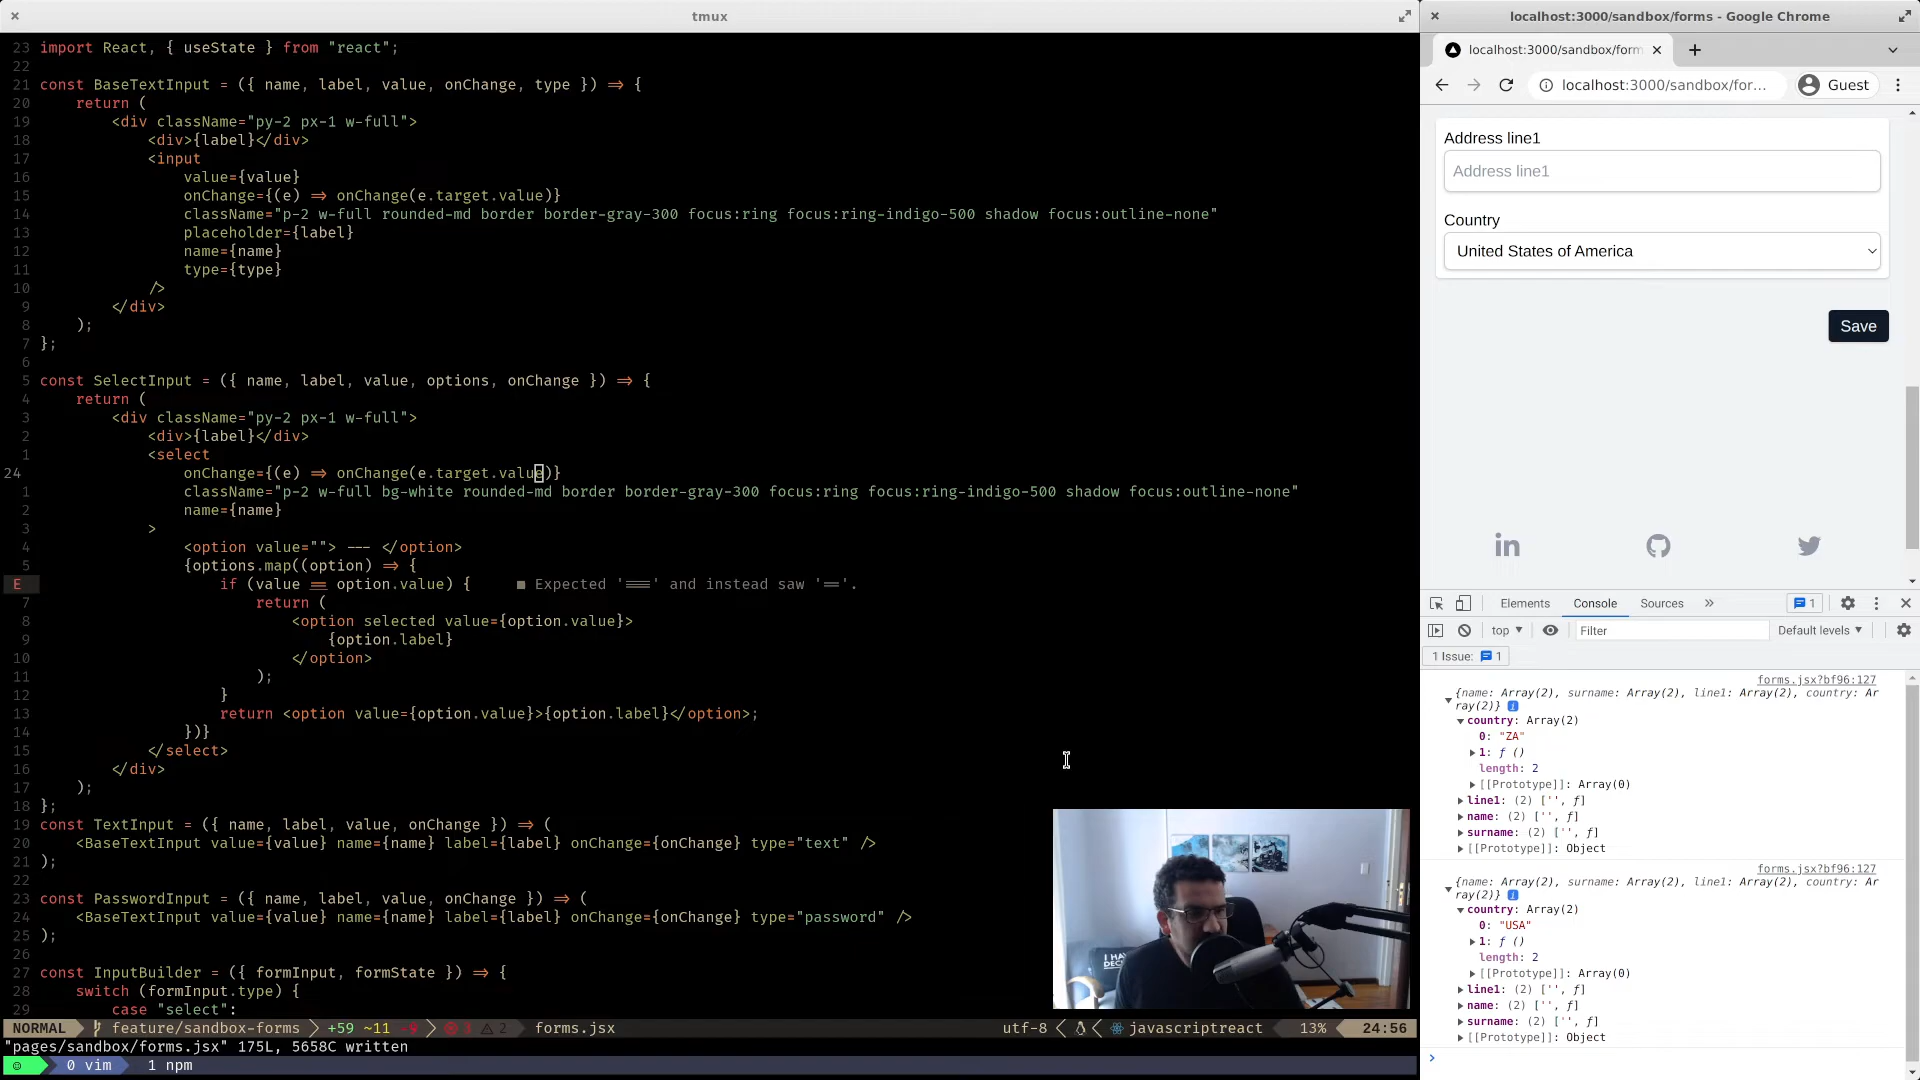 tmux
23 import React, { useState } from "react";
22
21 const BaseTextInput = ({ name, label, value, onChange, type }) => {
20 return (
19 <div className="py-2 px-1 w-full">
18 <div>{label}</div>
17 <input
16 value={value}
15 onChange={(e) => onChange(e.target.value)}
14 className="p-2 w-full rounded-md border border-gray-300 focus:ring focus:ring-indigo-500 shadow focus:outline-none"
13 placeholder={label}
12 name={name}
11 type={type}
10 />
9 </div>
8 );
7 };
6
5 const SelectInput = ({ name, label, value, options, onChange }) => {
4 return (
3 <div className="py-2 px-1 w-full">
2 <div>{label}</div>
1 <select
24 onChange={(e) => onChange(e.target.value)}
1 className="p-2 w-full bg-white rounded-md border border-gray-300 focus:ring focus:ring-indigo-500 shadow focus:outline-none"
2 name={name}
3 >
4 <option value=""> --- </option>
5 {options.map((option) => {
E if (value == option.value) { ■ Expected '===' and instead saw '=='.
7 return (
8 <option selected value={option.value}>
9 {option.label}
10 </option>
11 );
12 }
13 return <option value={option.value}>{option.label}</option>;
14 })}
15 </select>
16 </div>
17 );
18 };
19 const TextInput = ({ name, label, value, onChange }) => (
20 <BaseTextInput value={value} name={name} label={label} onChange={onChange} type="text" />
21 );
22
23 const PasswordInput = ({ name, label, value, onChange }) => (
24 <BaseTextInput value={value} name={name} label={label} onChange={onChange} type="password" />
25 );
26
27 const InputBuilder = ({ formInput, formState }) => {
28 switch (formInput.type) {
29 case "select":
NORMAL feature/sandbox-forms +59 ~11 -9 3 2 forms.jsx utf-8 javascriptreact 13% 24:56
"pages/sandbox/forms.jsx" 175L, 5658C written
0 vim 1 npm
localhost:3000/sandbox/forms - Google Chrome
localhost:3000/sandbox/form
localhost:3000/sandbox/for... Guest
Address line1
Address line1
Country
United States of America
Save
in
Elements Console Sources » 1
top Filter Default levels
1 Issue: 1
forms.jsx?bf96:127
{name: Array(2), surname: Array(2), line1: Array(2), country: Ar
ray(2)} i
country: Array(2)
0: "ZA"
1: ƒ ()
length: 2
[[Prototype]]: Array(0)
line1: (2) ['', ƒ]
name: (2) ['', ƒ]
surname: (2) ['', ƒ]
[[Prototype]]: Object
forms.jsx?bf96:127
{name: Array(2), surname: Array(2), line1: Array(2), country: Ar
ray(2)} i
country: Array(2)
0: "USA"
1: ƒ ()
length: 2
[[Prototype]]: Array(0)
line1: (2) ['', ƒ]
name: (2) ['', ƒ]
surname: (2) ['', ƒ]
[[Prototype]]: Object
>